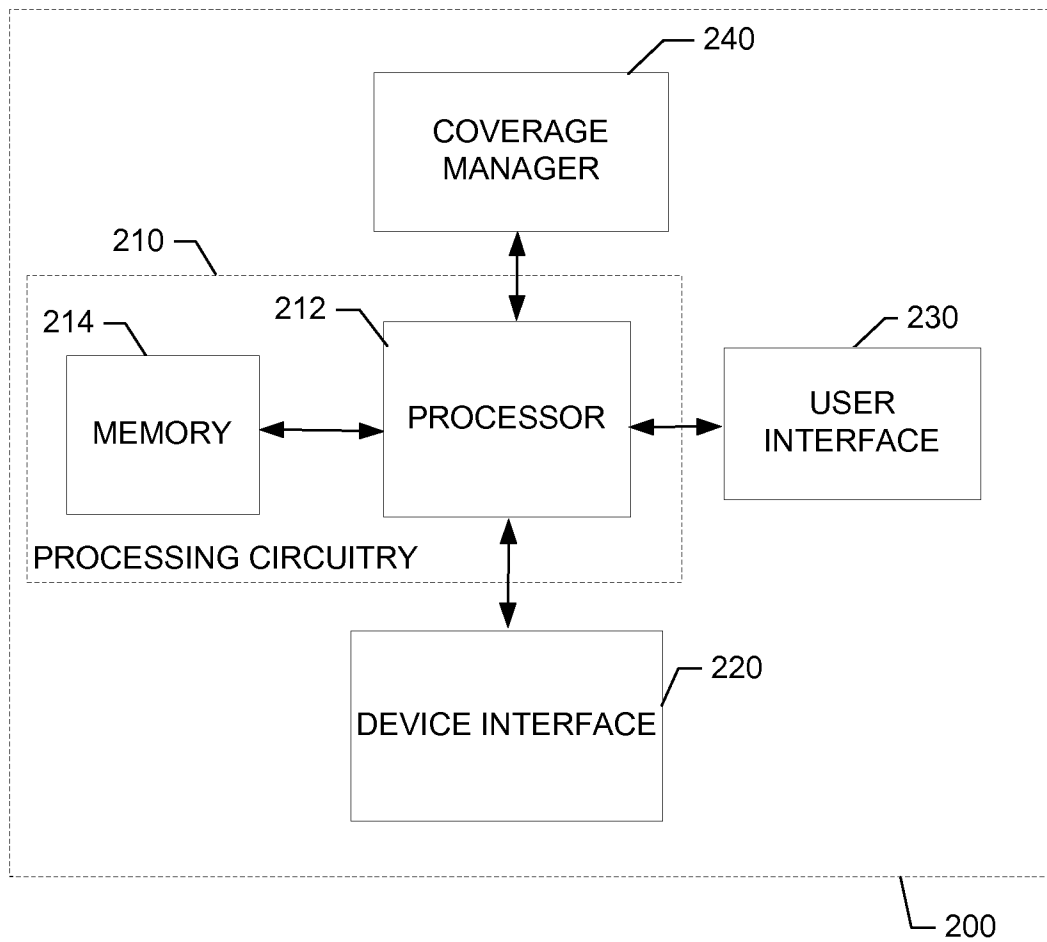 240
COVERAGE
MANAGER
210
214
212
230
MEMORY
PROCESSOR
USER
INTERFACE
PROCESSING CIRCUITRY
220
DEVICE INTERFACE
200